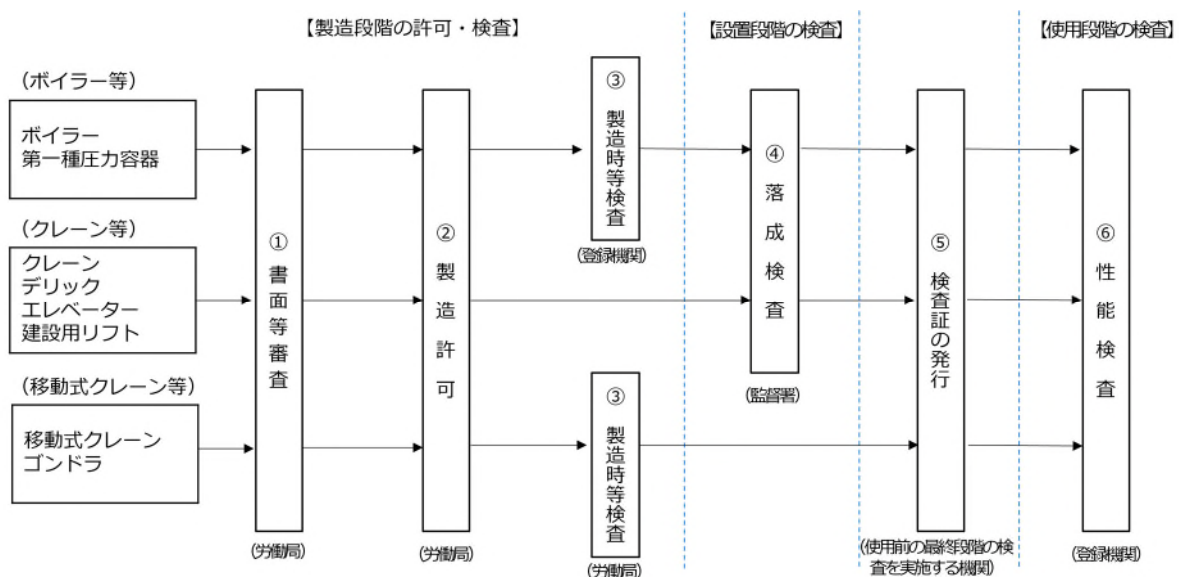 【製造段階の許可・検査】
【設置段階の検査】
【使用段階の検査】
(ボイラー等)
ボイラー
第一種圧力容器
(クレーン等)
クレーン
デリック
エレベーター
建設用リフト
(移動式クレーン等)
移動式クレーン
ゴンドラ
①書面等審査
(労働局)
②製造許可
(労働局)
③製造時等検査
(登録機関)
③製造時等検査
(労働局)
④落成検査
(監督署)
⑤検査証の発行
(使用前の最終段階の検
査を実施する機関)
⑥性能検査
(登録機関)